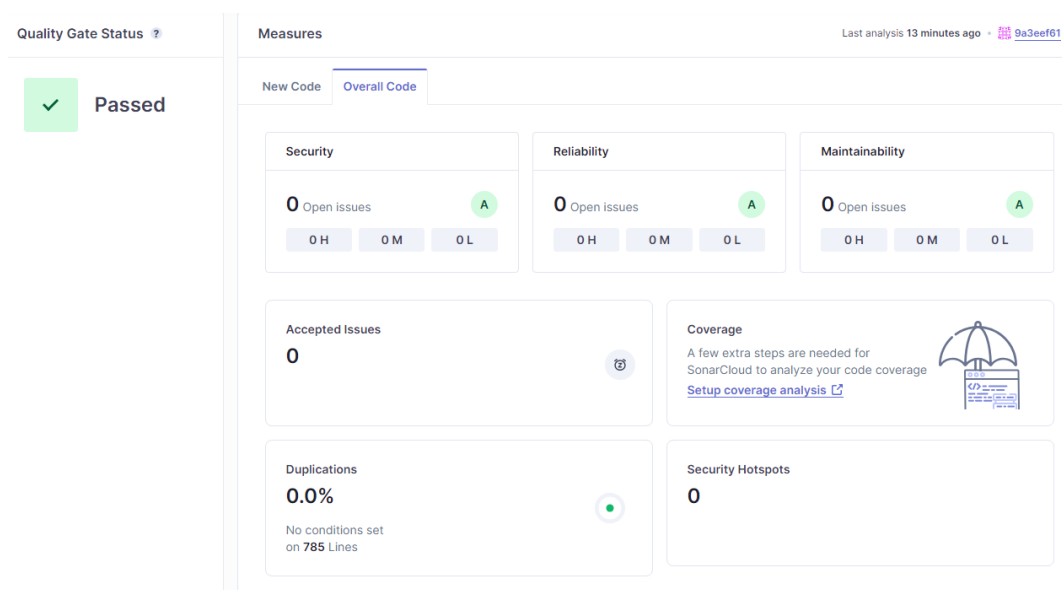 Quality Gate Status ?
Passed
Measures
Last analysis 13 minutes ago • 9a3eef61
New Code
Overall Code
Security
0 Open issues
A
0 H
0 M
0 L
Reliability
0 Open issues
A
0 H
0 M
0 L
Maintainability
0 Open issues
A
0 H
0 M
0 L
Accepted Issues
0
Coverage
A few extra steps are needed for
SonarCloud to analyze your code coverage
Setup coverage analysis
Duplications
0.0%
No conditions set
on 785 Lines
Security Hotspots
0